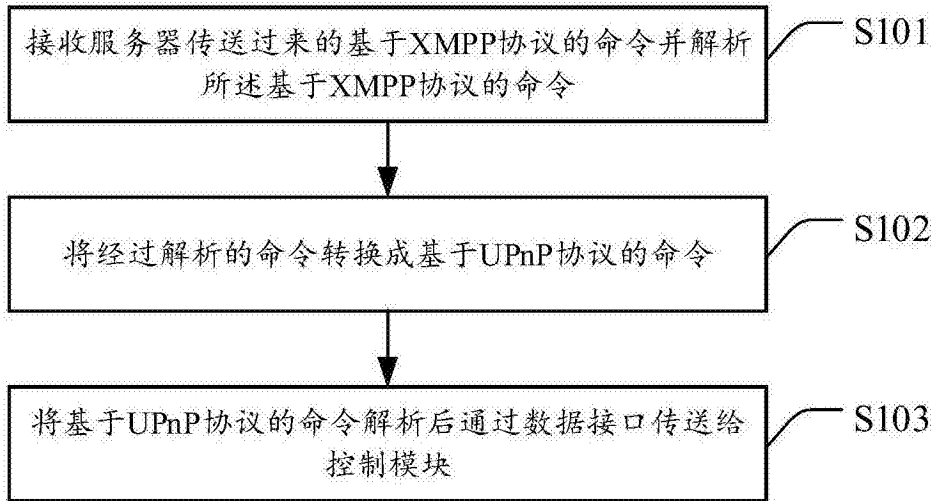 接收服务器传送过来的基于XMPP协议的命令并解析
所述基于XMPP协议的命令
S101
将经过解析的命令转换成基于UPnP协议的命令
S102
将基于UPnP协议的命令解析后通过数据接口传送给
控制模块
S103